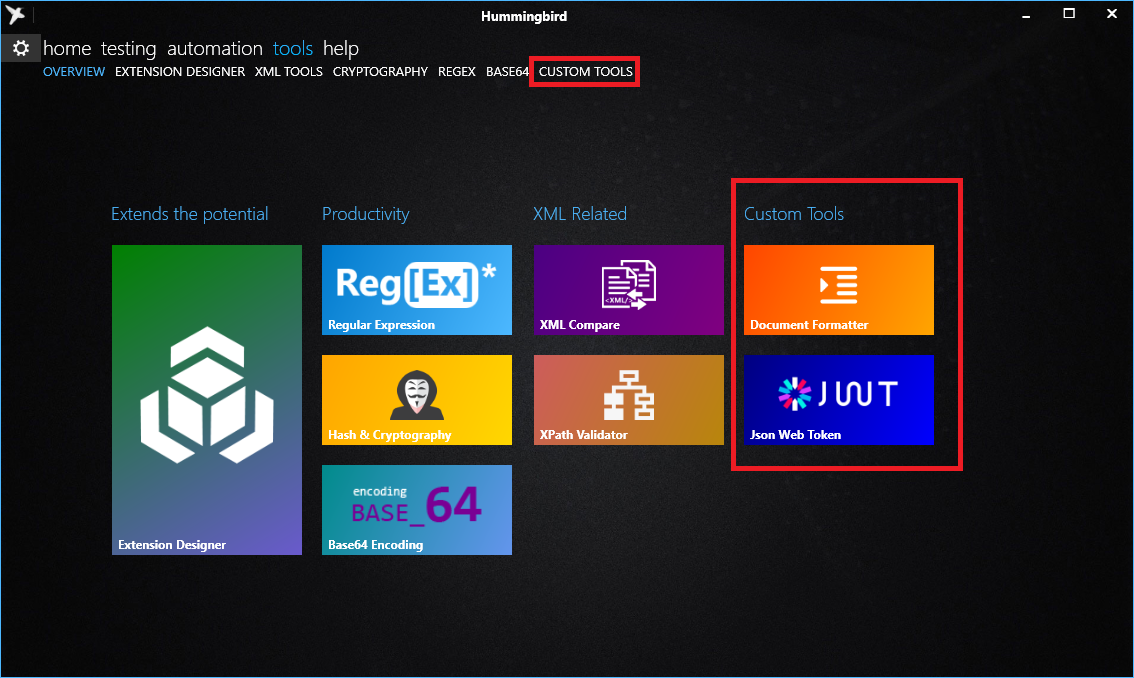 Hummingbird
home testing automation tools help
OVERVIEW EXTENSION DESIGNER XML TOOLS CRYPTOGRAPHY REGEX BASE64 CUSTOM TOOLS
Extends the potential
Extension Designer
Productivity
Reg[Ex]*
Regular Expression
Hash & Cryptography
encoding
BASE_64
Base64 Encoding
XML Related
<XML/>
XML Compare
XPath Validator
Custom Tools
Document Formatter
JWT
Json Web Token